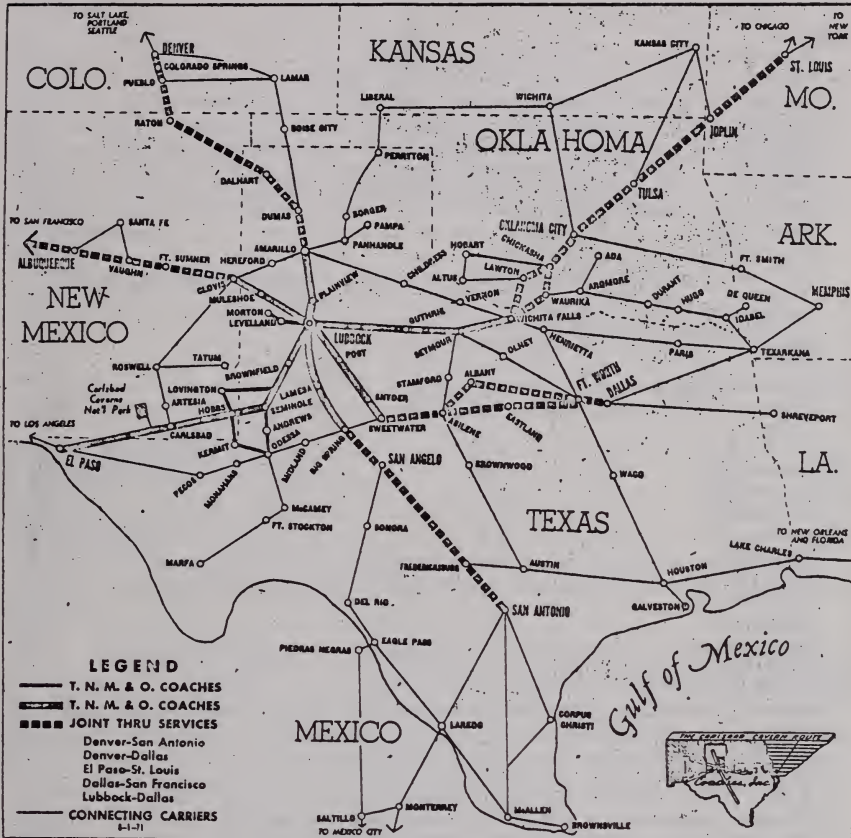 TO SALT LAKE,
PORTLAND
SEATTLE
DENVER
COLORADO SPRINGS
COLO.
PUEBLO
LAMAR
KANSAS
KANSAS CITY
TO CHICAGO
TO
NEW
YORK
ST. LOUIS
MO.
LIBERAL
WICHITA
RATON
BOISE CITY
OKLAHOMA
JOPLIN
PERRYTON
DALHART
TULSA
DUMAS
BORGER
PAMPA
PANHANDLE
OKLAHOMA CITY
TO SAN FRANCISCO
SANTA FE
AMARILLO
ARK.
ALBUQUERQUE
VAUGHN
FT. SUMNER
HEREFORD
CHILDRESS
HOBART
CHICKASHA
ADA
FT. SMITH
CLOVIS
PLAINVIEW
ALTUS
LAWTON
ARDMORE
NEW
MEXICO
MULESHOE
VERNON
WAURIKA
DURANT
HUGO
DE QUEEN
MEMPHIS
MORTON
LEVELLAND
GUTHRIE
WICHITA FALLS
IDABEL
LUBBOCK
SEYMOUR
HENRIETTA
PARIS
TEXARKANA
POST
OLNEY
ROSWELL
TATUM
BROWNFIELD
STAMFORD
ALBANY
FT. WORTH
DALLAS
Carlsbad
Caverns
Nat'l Park
LOVINGTON
ARTESIA
HOBBS
LAMESA
SEMINOLE
SNYDER
SWEETWATER
ABILENE
EASTLAND
SHREVEPORT
TO LOS ANGELES
CARLSBAD
ANDREWS
EL PASO
KERMIT
ODESSA
MIDLAND
BIG SPRING
SAN ANGELO
BROWNWOOD
WACO
LA.
PECOS
MONAHANS
McCAMEY
FT. STOCKTON
SONORA
TEXAS
TO NEW ORLEANS
AND FLORIDA
MARFA
FREDERICKSBURG
AUSTIN
HOUSTON
LAKE CHARLES
DEL RIO
SAN ANTONIO
GALVESTON
EAGLE PASS
PIEDRAS NEGRAS
Gulf of Mexico
LEGEND
T. N. M. & O. COACHES
T. N. M. & O. COACHES
JOINT THRU SERVICES
Denver-San Antonio
Denver-Dallas
El Paso-St. Louis
Dallas-San Francisco
Lubbock-Dallas
CONNECTING CARRIERS
8-1-71
MEXICO
LAREDO
CORPUS
CHRISTI
THE CARLSBAD CAVERN ROUTE
Coaches, Inc.
SALTILLO
MONTERREY
TO MEXICO CITY
McALLEN
BROWNSVILLE